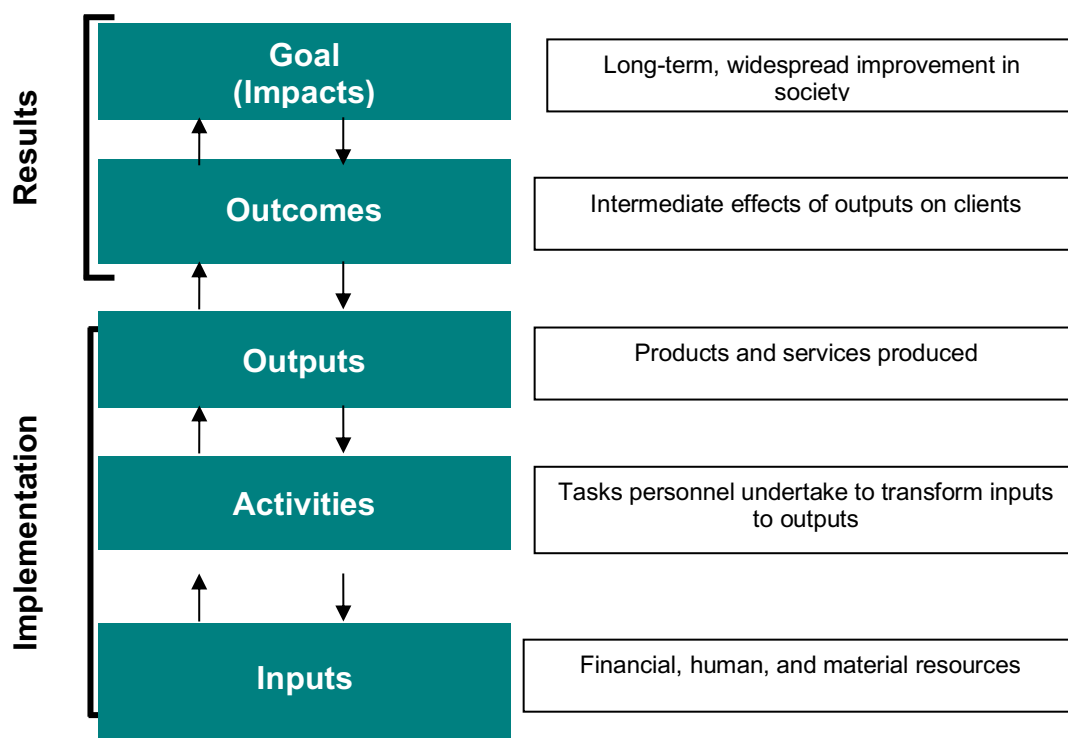 Results
Goal
(Impacts)
Long-term, widespread improvement in
society
Outcomes
Intermediate effects of outputs on clients
Implementation
Outputs
Products and services produced
Activities
Tasks personnel undertake to transform inputs
to outputs
Inputs
Financial, human, and material resources